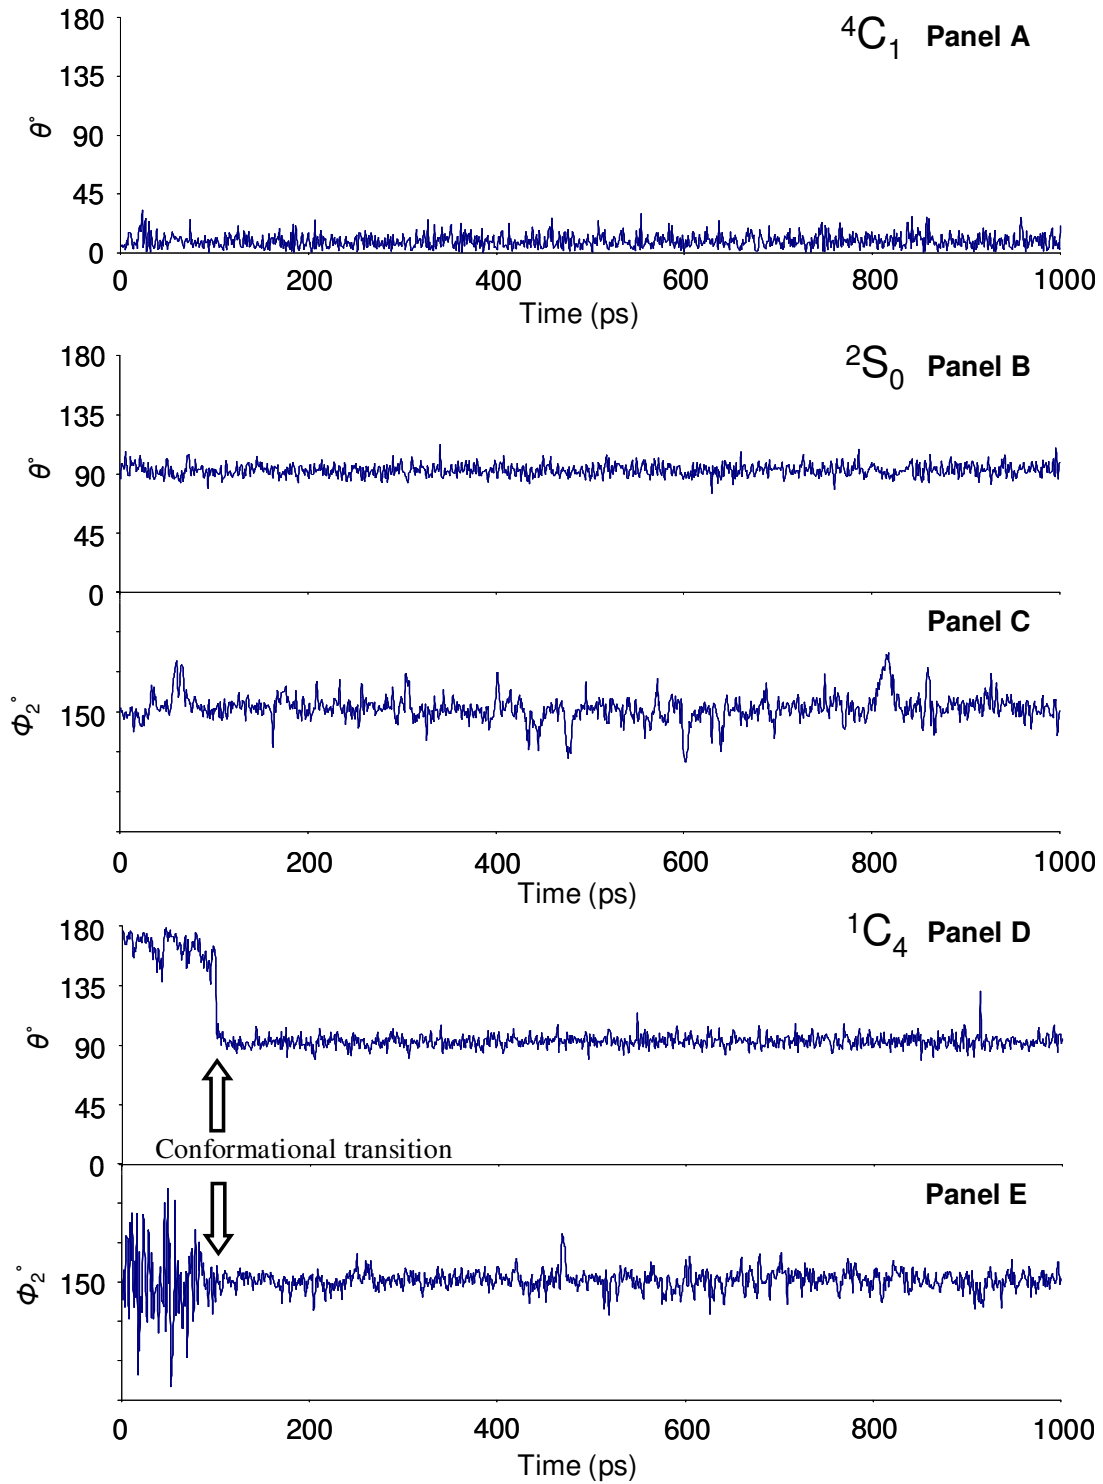 180
⁴C₁ Panel A
135
θ°
90
45
0
0 200 400 600 800 1000
Time (ps)
180
²S₀ Panel B
135
θ°
90
45
0
Panel C
Φ₂°
150
0 200 400 600 800 1000
Time (ps)
180
¹C₄ Panel D
135
θ°
90
45
Conformational transition
0
Panel E
Φ₂°
150
0 200 400 600 800 1000
Time (ps)